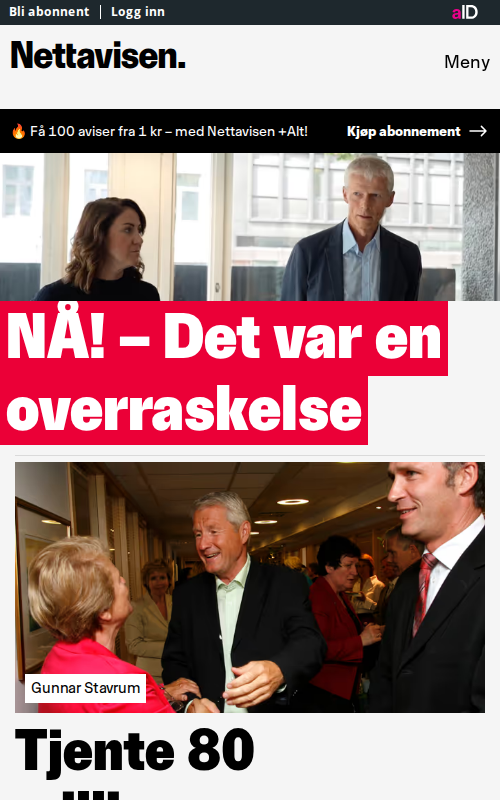 Bli abonnent | Logg inn
aID
Nettavisen.
Meny
🔥 Få 100 aviser fra 1 kr – med Nettavisen +Alt!
Kjøp abonnement →
NÅ! – Det var en
overraskelse
Gunnar Stavrum
Tjente 80